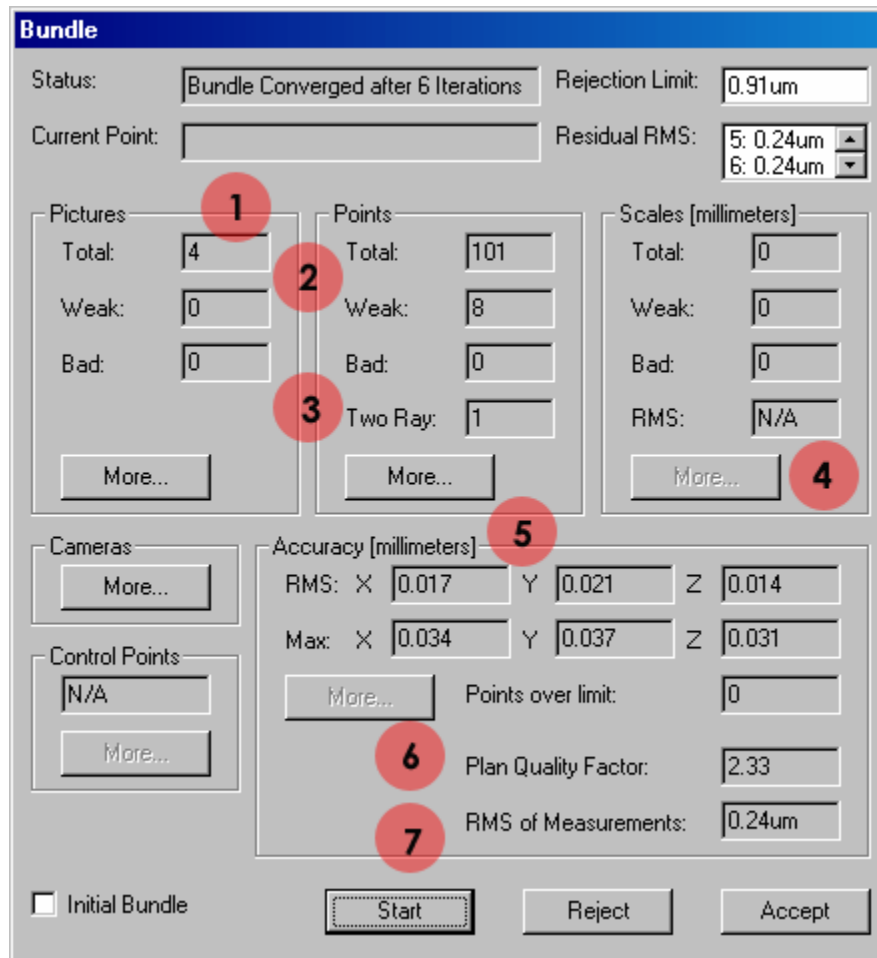 Bundle
Status: Bundle Converged after 6 Iterations Rejection Limit: 0.91um
Current Point: Residual RMS: 5: 0.24um
6: 0.24um
1
Pictures Points Scales [millimeters]
Total: 4 Total: 101 Total: 0
2
Weak: 0 Weak: 8 Weak: 0
Bad: 0 Bad: 0 Bad: 0
3
Two Ray: 1 RMS: N/A
More... More... More...
4
5
Cameras Accuracy [millimeters]
More... RMS: X 0.017 Y 0.021 Z 0.014
Max: X 0.034 Y 0.037 Z 0.031
Control Points
N/A More... Points over limit: 0
More...
6
Plan Quality Factor: 2.33
7
RMS of Measurements: 0.24um
Initial Bundle Start Reject Accept